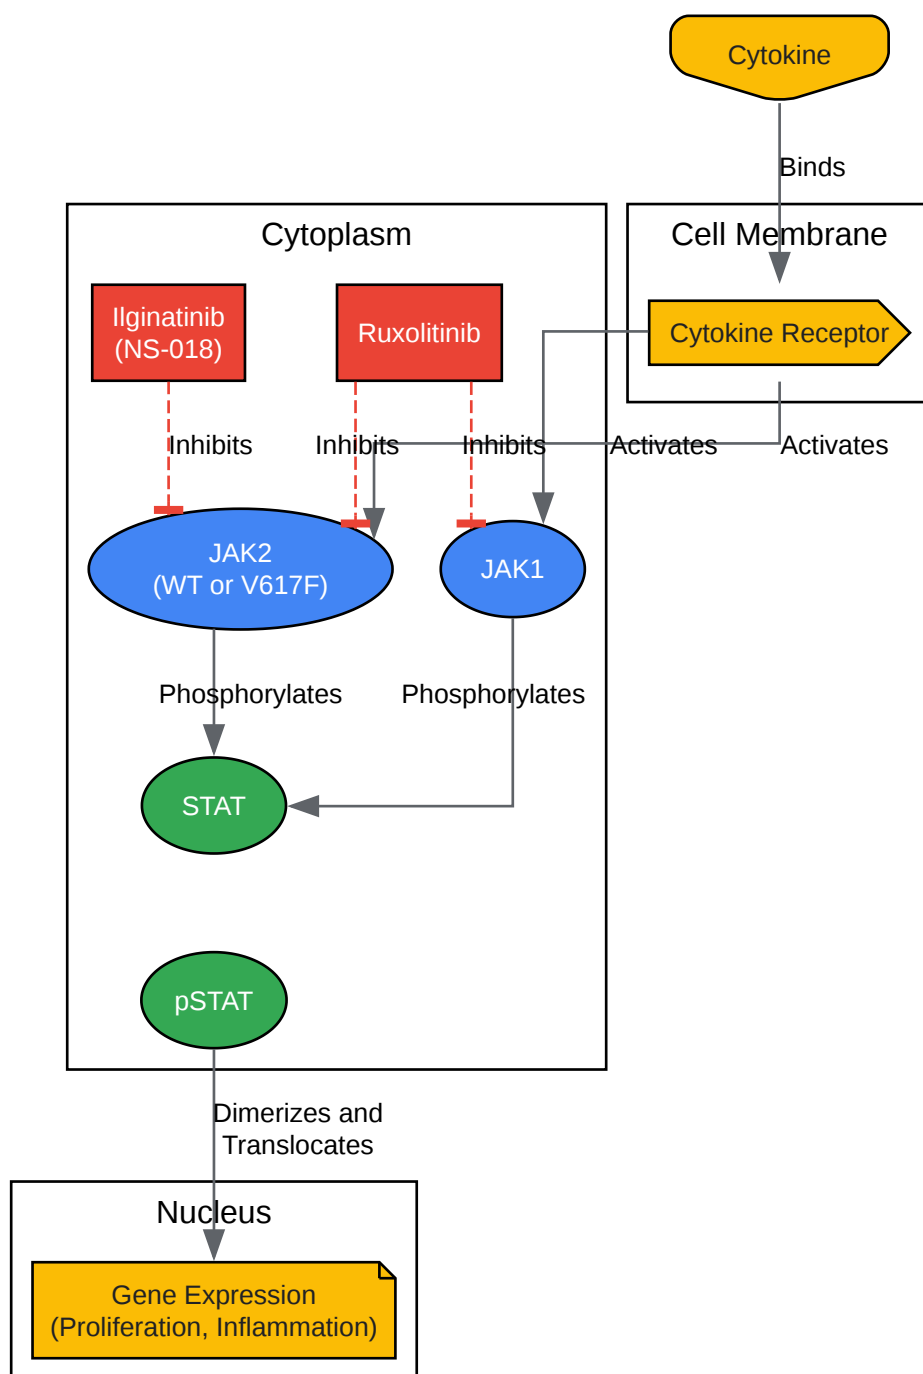 Cytokine
Binds
Cytoplasm
Cell Membrane
Ilginatinib
(NS-018)
Ruxolitinib
Cytokine Receptor
Inhibits
Inhibits
Inhibits
Activates
Activates
JAK2
(WT or V617F)
JAK1
Phosphorylates
Phosphorylates
STAT
pSTAT
Dimerizes and
Translocates
Nucleus
Gene Expression
(Proliferation, Inflammation)